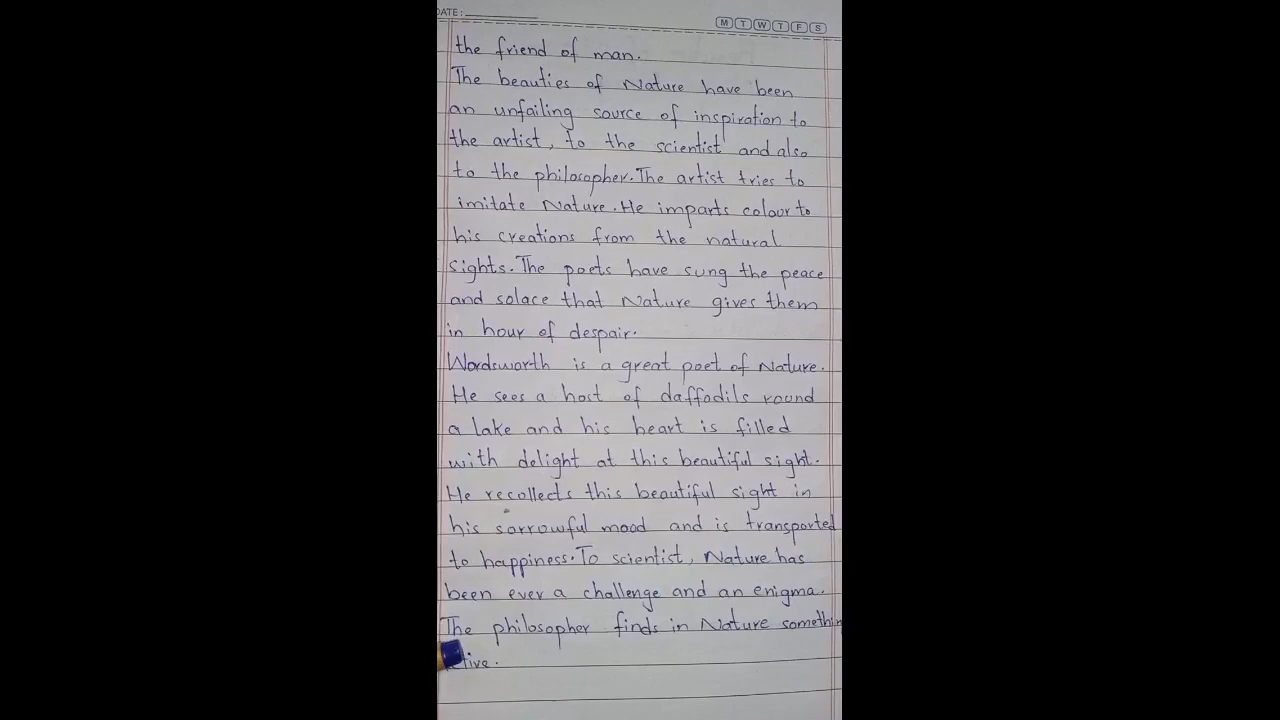 DATE:
M T W T F S
the friend of man.
The beauties of Nature have been
an unfailing source of inspiration to
the artist, to the scientist and also
to the philosopher. The artist tries to
imitate Nature. He imparts colour to
his creations from the natural
sights. The poets have sung the peace
and solace that Nature gives them
in hour of despair.
Wordsworth is a great poet of Nature.
He sees a host of daffodils round
a lake and his heart is filled
with delight at this beautiful sight.
He recollects this beautiful sight in
his sorrowful mood and is transported
to happiness. To scientist, Nature has
been ever a challenge and an enigma.
The philosopher finds in Nature